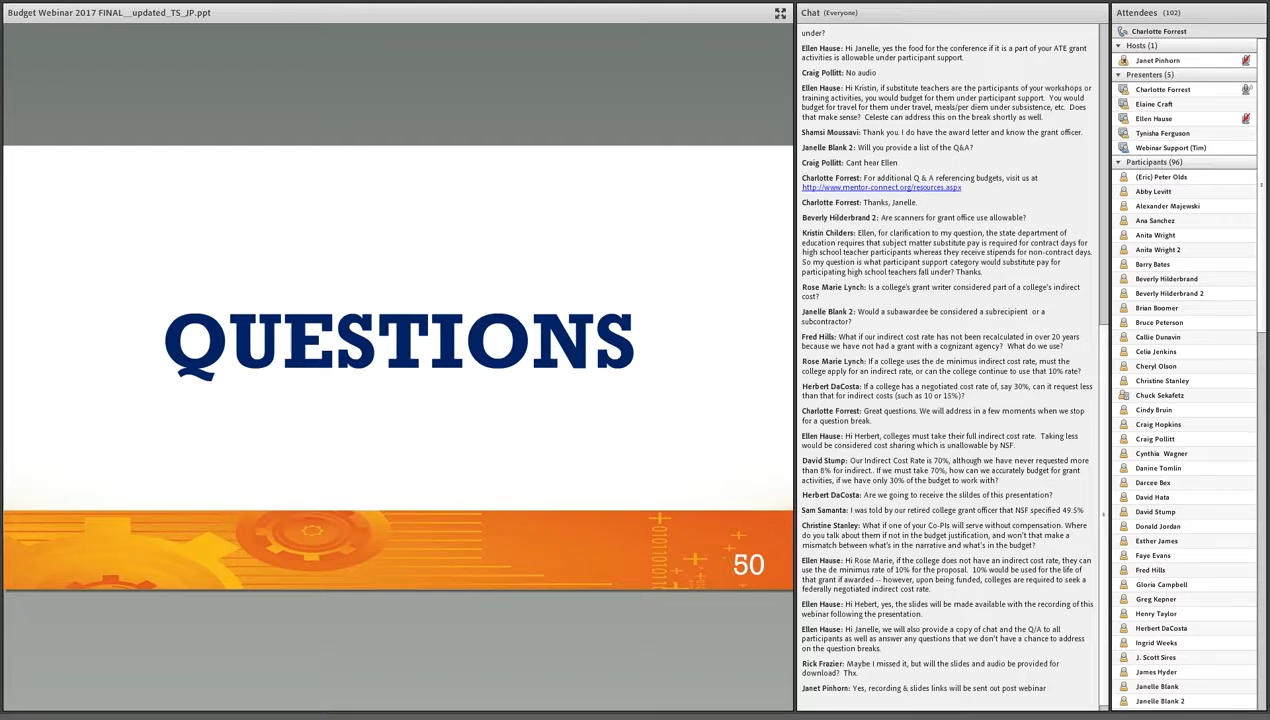 Budget Webinar 2017 FINAL__updated_TS_JP.ppt
QUESTIONS
50
Chat (Everyone)
under?
Ellen Hause: Hi Janelle, yes the food for the conference if it is a part of your ATE grant
activities is allowable under participant support.
Craig Pollitt: No audio
Ellen Hause: Hi Kristin, if substitute teachers are the participants of your workshops or
training activities, you would budget for them under participant support. You would
budget for travel for them under travel, meals/per diem under subsistence, etc. Does
that make sense? Celeste can address this on the break shortly as well.
Shamsi Moussavi: Thank you. I do have the award letter and know the grant officer.
Janelle Blank 2: Will you provide a list of the Q&A?
Craig Pollitt: Cant hear Ellen
Charlotte Forrest: For additional Q & A referencing budgets, visit us at
http://www.mentor-connect.org/resources.aspx
Charlotte Forrest: Thanks, Janelle.
Beverly Hilderbrand 2: Are scanners for grant office use allowable?
Kristin Childers: Ellen, for clarification to my question, the state department of
education requires that subject matter substitute pay is required for contract days for
high school teacher participants whereas they receive stipends for non-contract days.
So my question is what participant support category would substitute pay for
participating high school teachers fall under? Thanks.
Rose Marie Lynch: Is a college's grant writer considered part of a college's indirect
cost?
Janelle Blank 2: Would a subawardee be considered a subrecipient or a
subcontractor?
Fred Hills: What if our indirect cost rate has not been recalculated in over 20 years
because we have not had a grant with a cognizant agency? What do we use?
Rose Marie Lynch: If a college uses the de minimus indirect cost rate, must the
college apply for an indirect rate, or can the college continue to use that 10% rate?
Herbert DaCosta: If a college has a negotiated cost rate of, say 30%, can it request less
than that for indirect costs (such as 10 or 15%)?
Charlotte Forrest: Great questions. We will address in a few moments when we stop
for a question break.
Ellen Hause: Hi Herbert, colleges must take their full indirect cost rate. Taking less
would be considered cost sharing which is unallowable by NSF.
David Stump: Our Indirect Cost Rate is 70%, although we have never requested more
than 8% for indirect.. If we must take 70%, how can we accurately budget for grant
activities, if we have only 30% of the budget to work with?
Herbert DaCosta: Are we going to receive the slildes of this presentation?
Sam Samanta: I was told by our retired college grant officer that NSF specified 49.5%
Christine Stanley: What if one of your Co-PIs will serve without compensation. Where
do you talk about them if not in the budget justification, and won't that make a
mismatch between what's in the narrative and what's in the budget?
Ellen Hause: Hi Rose Marie, if the college does not have an indirect cost rate, they can
use the de minimus rate of 10% for the proposal. 10% would be used for the life of
that grant if awarded -- however, upon being funded, colleges are required to seek a
federally negotiated indirect cost rate.
Ellen Hause: Hi Hebert, yes, the slides will be made available with the recording of this
webinar following the presentation.
Ellen Hause: Hi Janelle, we will also provide a copy of chat and the Q/A to all
participants as well as answer any questions that we don't have a chance to address
on the question breaks.
Rick Frazier: Maybe I missed it, but will the slides and audio be provided for
download? Thx.
Janet Pinhorn: Yes, recording & slides links will be sent out post webinar
Attendees (102)
Charlotte Forrest
Hosts (1)
Janet Pinhorn
Presenters (5)
Charlotte Forrest
Elaine Craft
Ellen Hause
Tynisha Ferguson
Webinar Support (Tim)
Participants (96)
(Eric) Peter Olds
Abby Levitt
Alexander Majewski
Ana Sanchez
Anita Wright
Anita Wright 2
Barry Bates
Beverly Hilderbrand
Beverly Hilderbrand 2
Brian Boomer
Bruce Peterson
Callie Dunavin
Celia Jenkins
Cheryl Olson
Christine Stanley
Chuck Sekafetz
Cindy Bruin
Craig Hopkins
Craig Pollitt
Cynthia Wagner
Danine Tomlin
Darcee Bex
David Hata
David Stump
Donald Jordan
Esther James
Faye Evans
Fred Hills
Gloria Campbell
Greg Kepner
Henry Taylor
Herbert DaCosta
Ingrid Weeks
J. Scott Sires
James Hyder
Janelle Blank
Janelle Blank 2